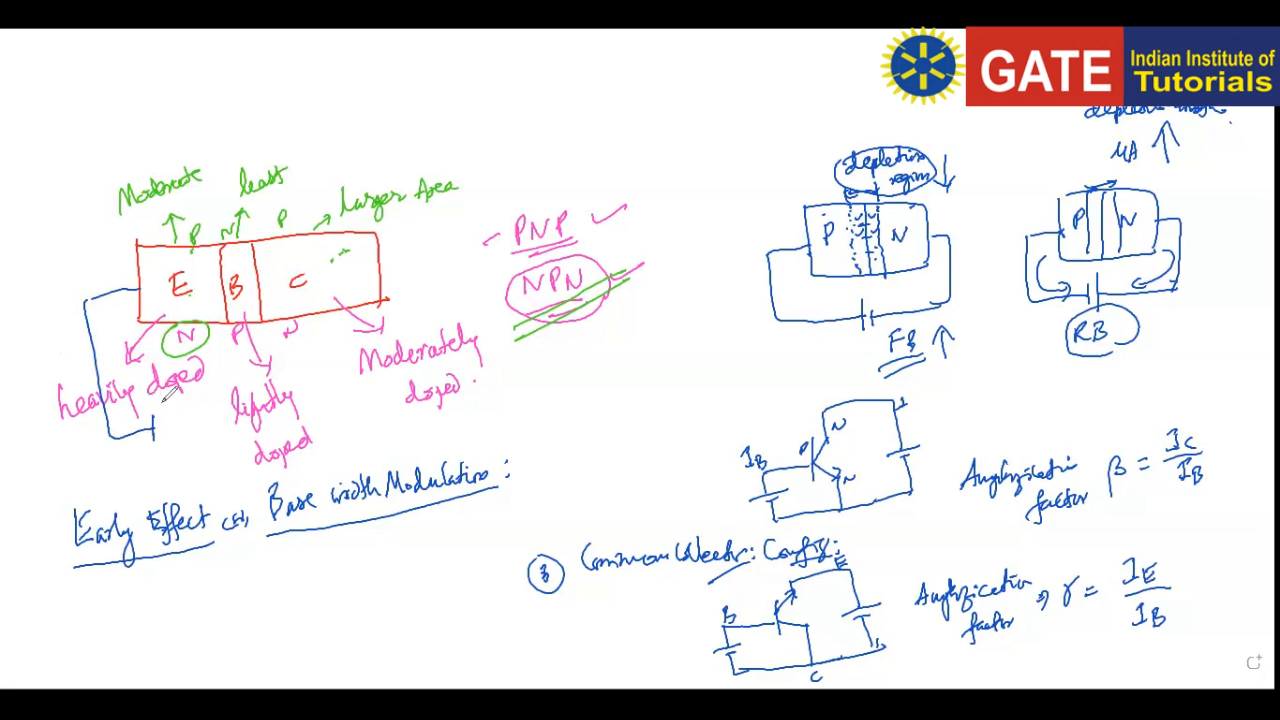 GATE
Indian Institute of
Tutorials
Moderate
least
larger Area
P
N
P
E
B
C
N
P
N
heavily doped
lightly
doped
Moderately
doped.
PNP
NPN
depletion
region
P
N
FB
μA
P
N
RB
Early Effect
Base width Modulation :
IB
P
N
N
Amplification
factor
β = IC
IB
3
Common Collector : Config :
B
E
C
Amplification
factor
γ = IE
IB